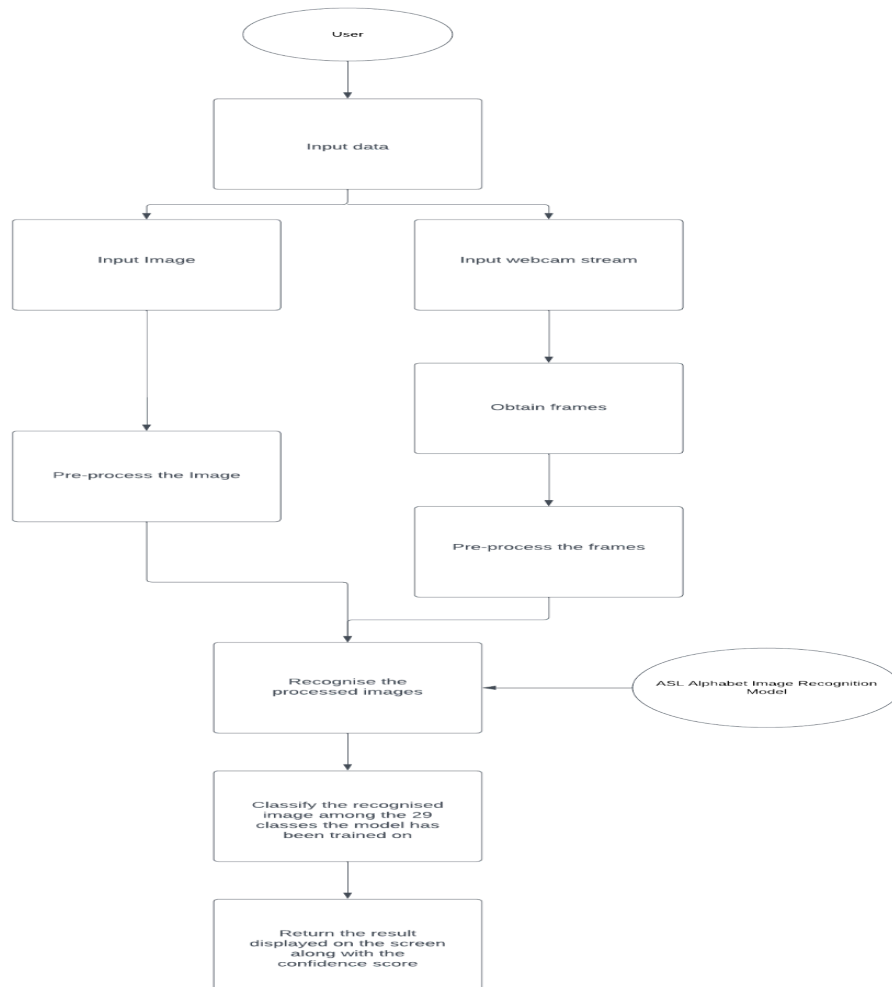 User
Input data
Input Image
Input webcam stream
Obtain frames
Pre-process the Image
Pre-process the frames
Recognise the
processed images
ASL Alphabet Image Recognition
Model
Classify the recognised
image among the 29
classes the model has
been trained on
Return the result
displayed on the screen
along with the
confidence score